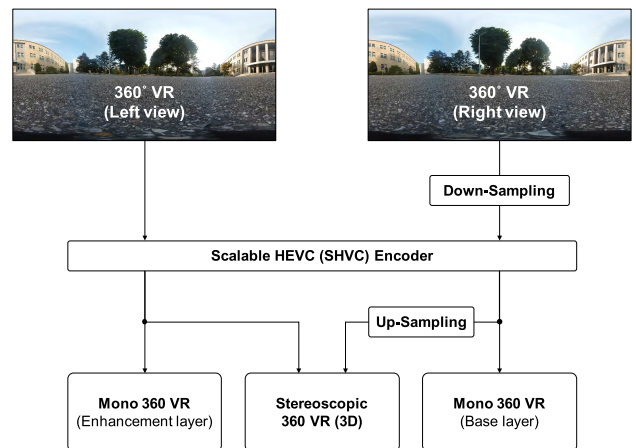 360° VR
(Left view)
360° VR
(Right view)
Down-Sampling
Scalable HEVC (SHVC) Encoder
Up-Sampling
Mono 360 VR
(Enhancement layer)
Stereoscopic
360 VR (3D)
Mono 360 VR
(Base layer)